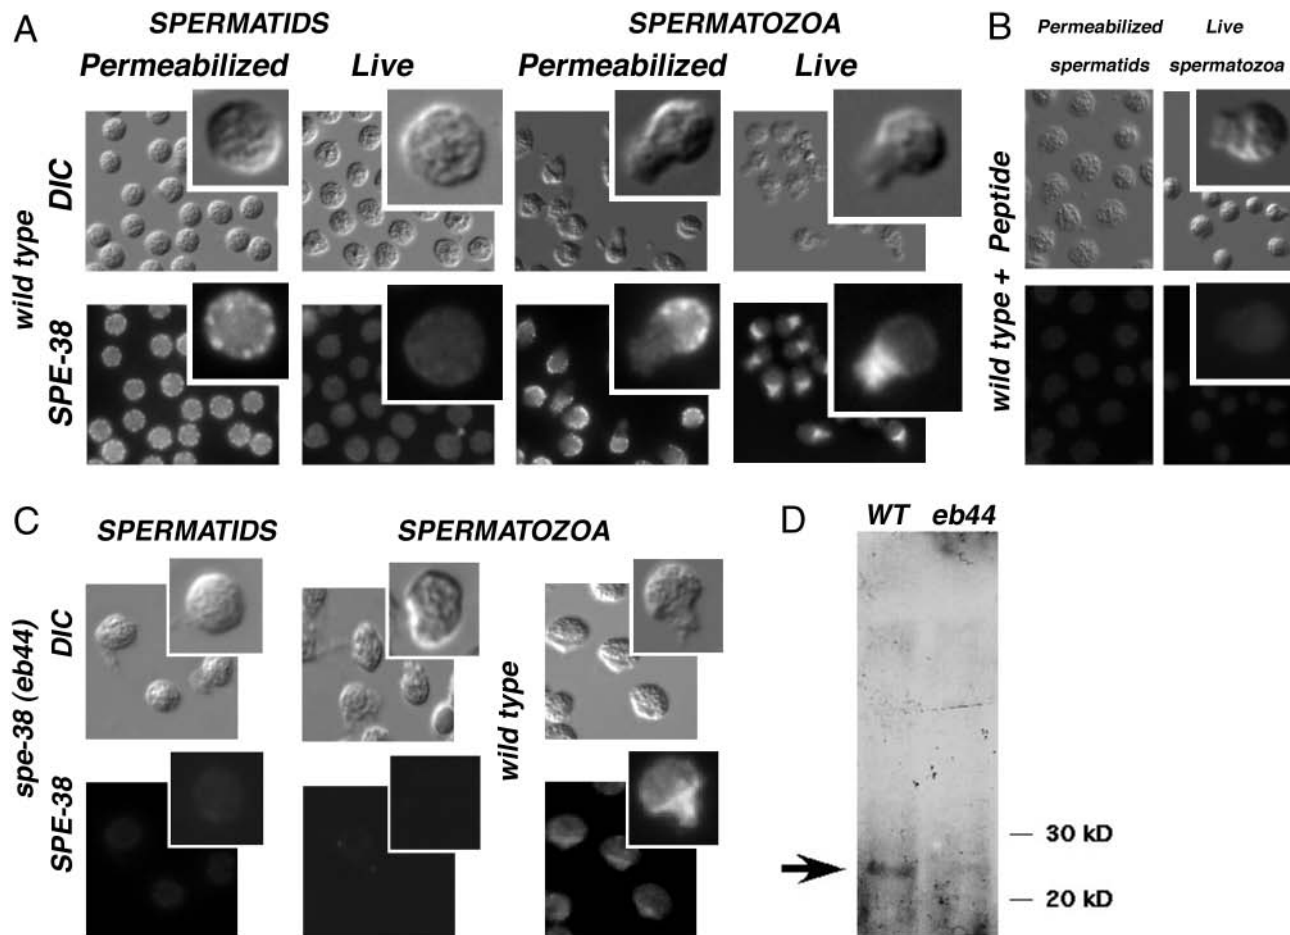 A
SPERMATIDS
SPERMATOZOA
Permeabilized
Live
Permeabilized
Live
wild type
DIC
SPE-38
B
Permeabilized
spermatids
Live
spermatozoa
wild type + Peptide
C
SPERMATIDS
SPERMATOZOA
spe-38 (eb44)
DIC
SPE-38
wild type
D
WT
eb44
30 kD
20 kD